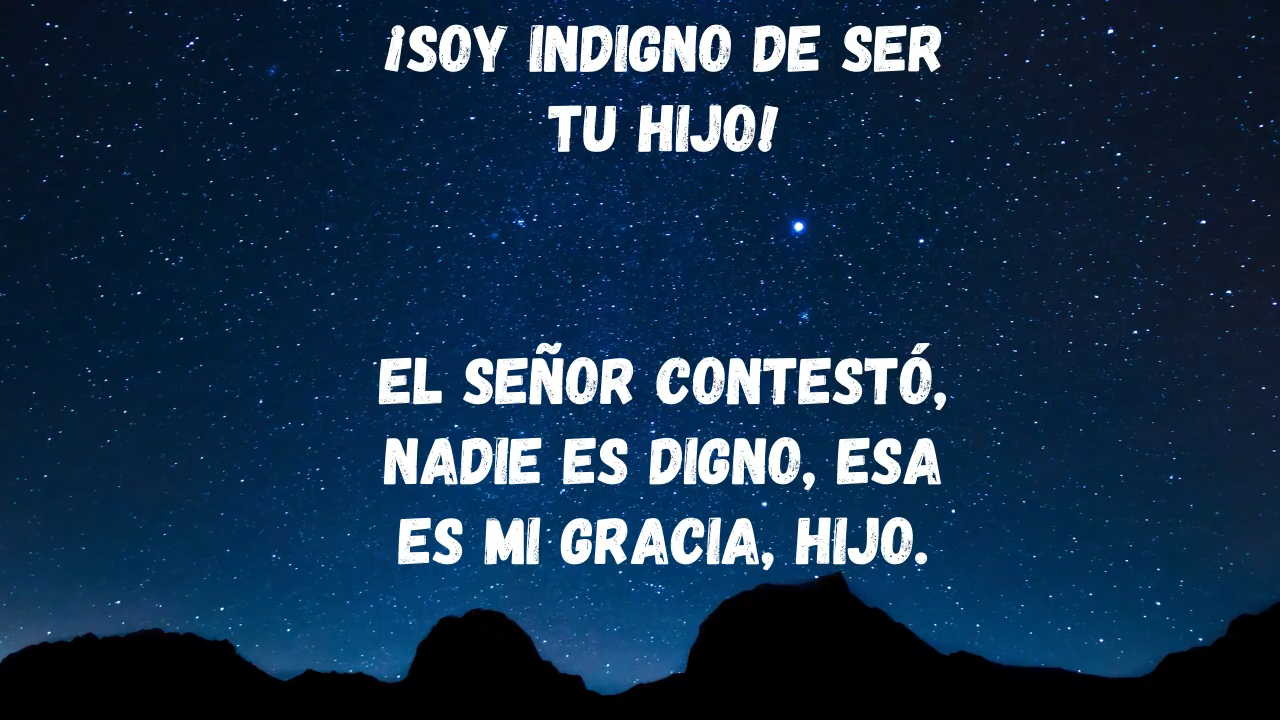 ¡SOY INDIGNO DE SER
TU HIJO!
EL SEÑOR CONTESTÓ,
NADIE ES DIGNO, ESA
ES MI GRACIA, HIJO.